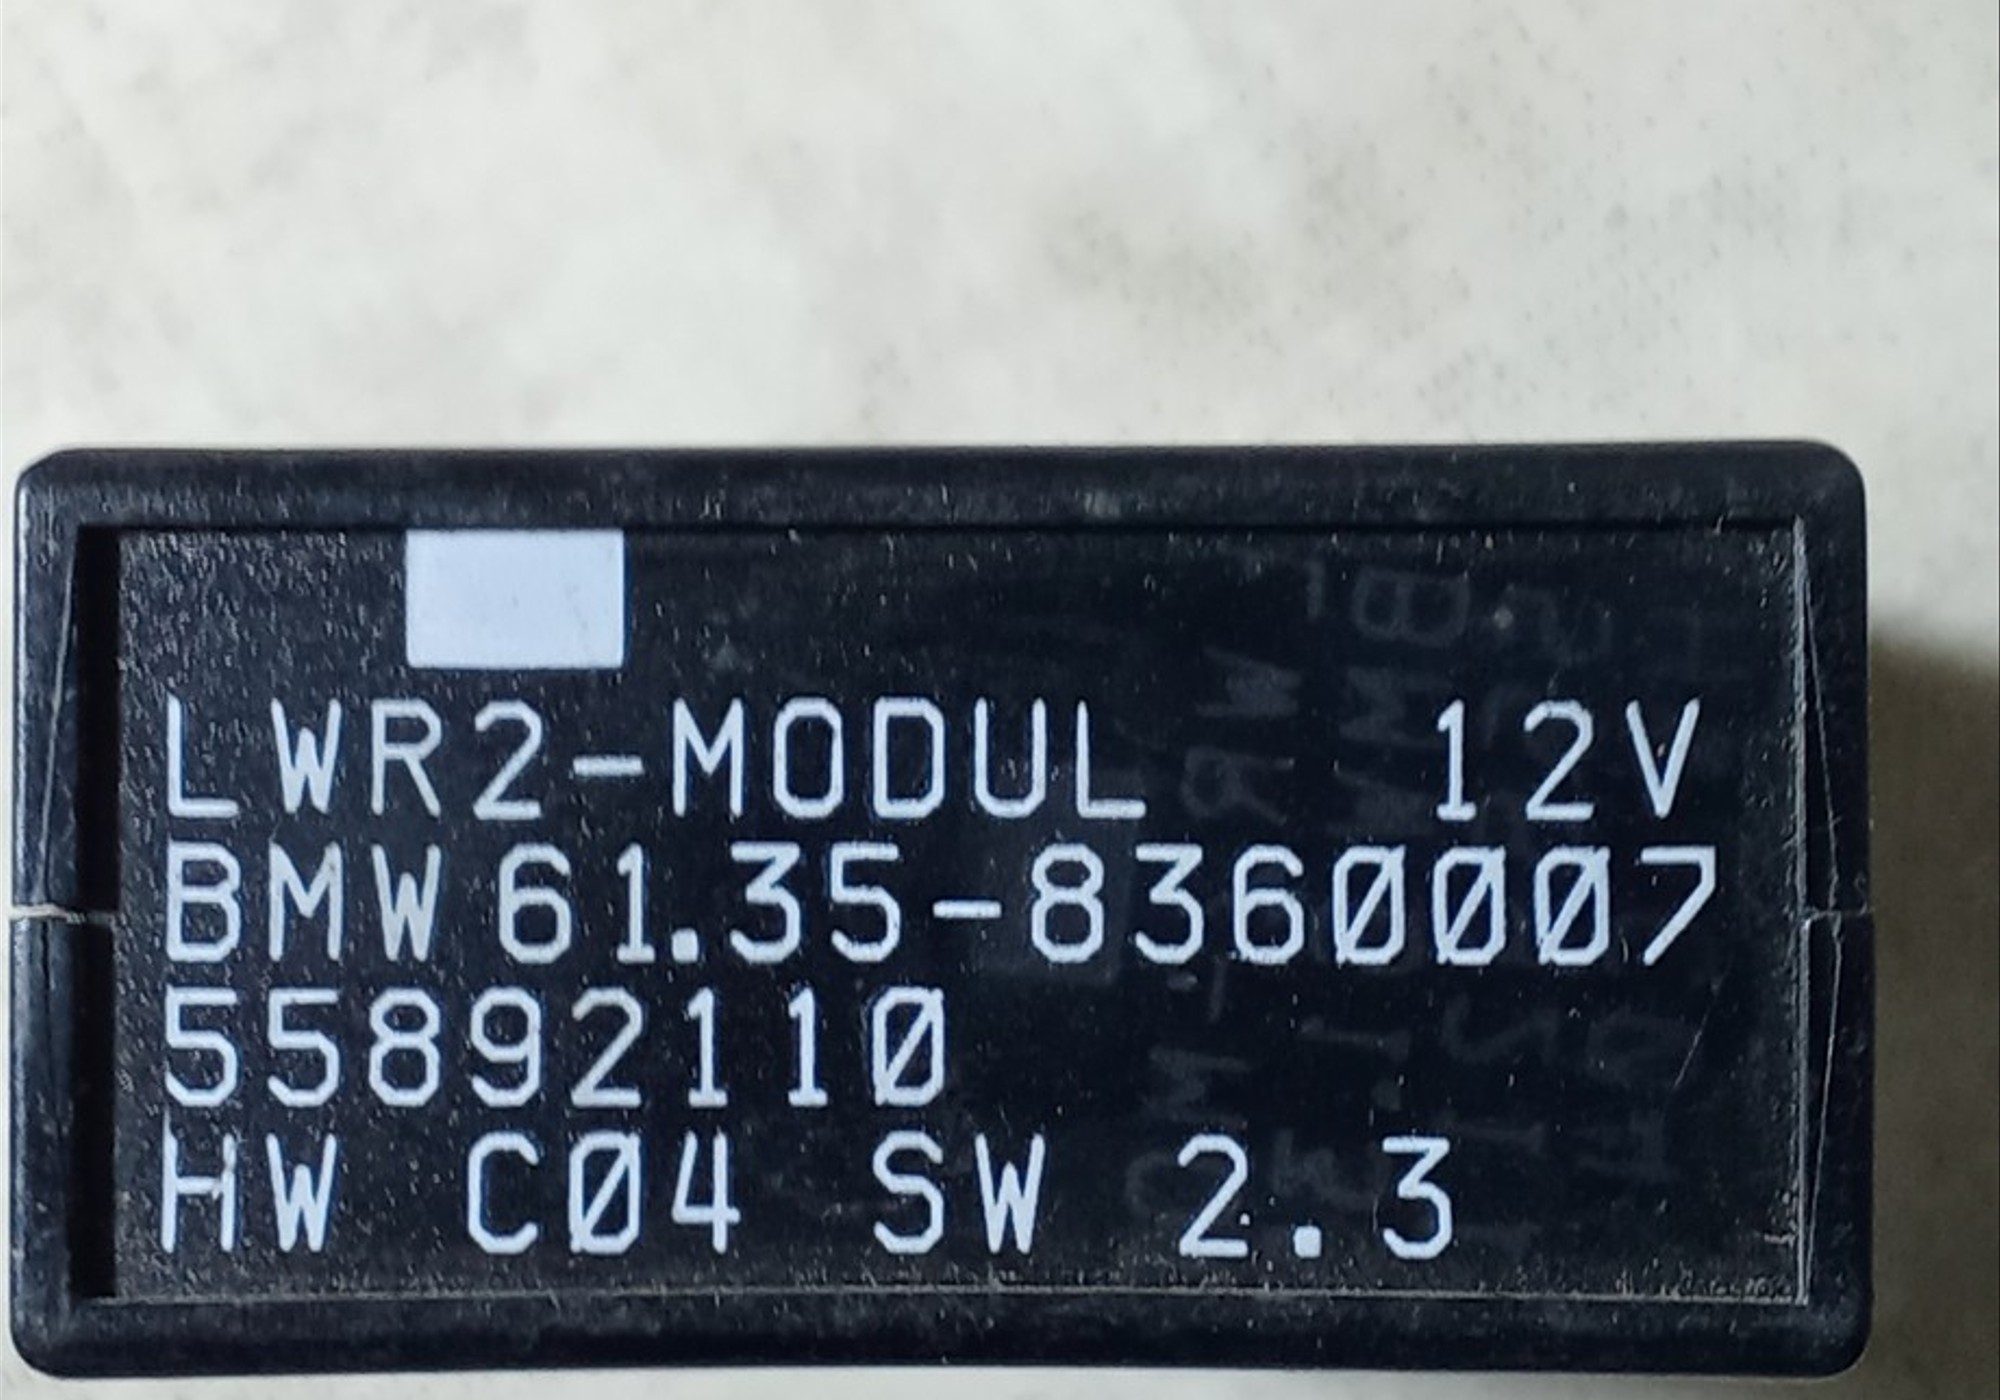 LWR2-MODUL 12V
BMW 61.35-8360007
55892110
HW C04 SW 2.3